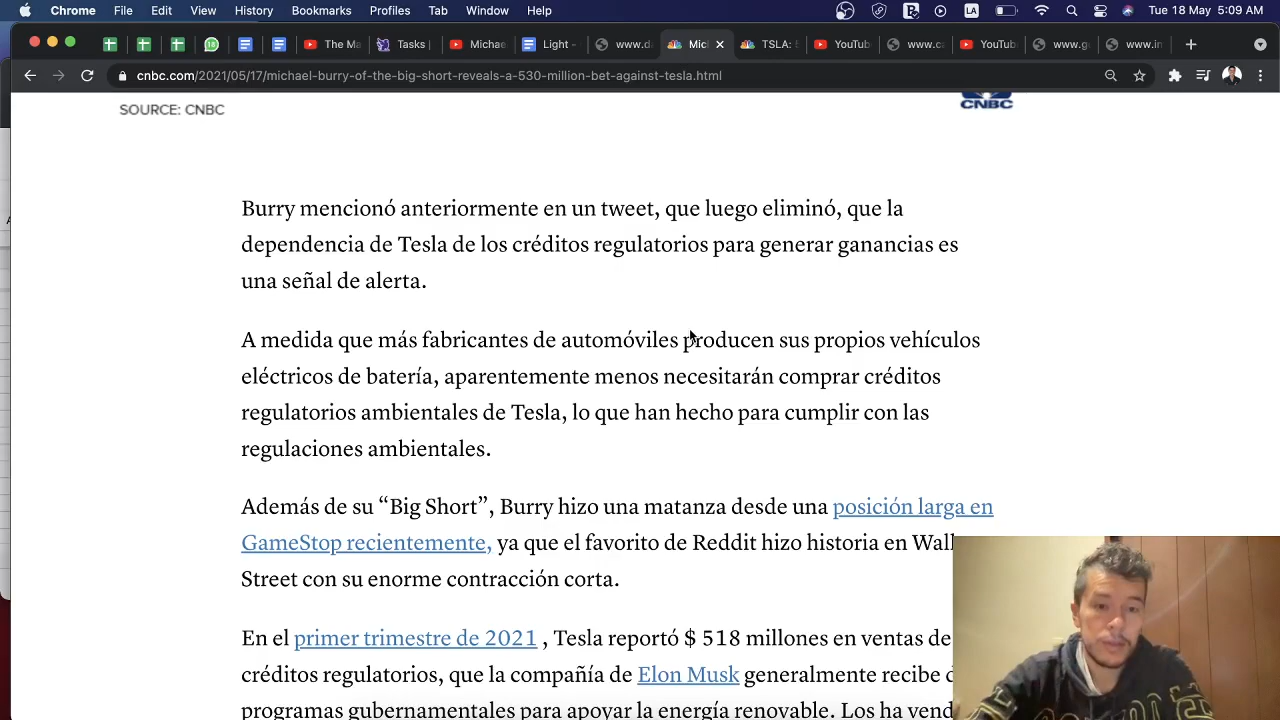 Chrome File Edit View History Bookmarks Profiles Tab Window Help LA Tue 18 May 5:09 AM
The Ma Tasks | Michae Light - www.d Mic TSLA: E YouTub www.c YouTub www.g www.in
cnbc.com/2021/05/17/michael-burry-of-the-big-short-reveals-a-530-million-bet-against-tesla.html
SOURCE: CNBC
CNBC
Burry mencionó anteriormente en un tweet, que luego eliminó, que la
dependencia de Tesla de los créditos regulatorios para generar ganancias es
una señal de alerta.
A medida que más fabricantes de automóviles producen sus propios vehículos
eléctricos de batería, aparentemente menos necesitarán comprar créditos
regulatorios ambientales de Tesla, lo que han hecho para cumplir con las
regulaciones ambientales.
Además de su “Big Short”, Burry hizo una matanza desde una posición larga en
GameStop recientemente, ya que el favorito de Reddit hizo historia en Wall
Street con su enorme contracción corta.
En el primer trimestre de 2021 , Tesla reportó $ 518 millones en ventas de
créditos regulatorios, que la compañía de Elon Musk generalmente recibe
programas gubernamentales para apoyar la energía renovable. Los ha vend